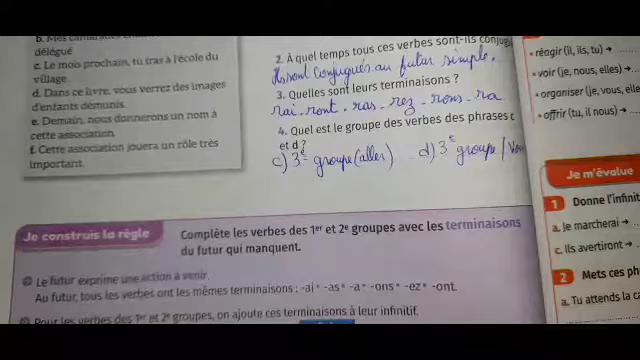 b. Mes
délégué
c. Le mois prochain, tu iras à l'école du
village.
d. Dans ce livre, vous verrez des images
d'enfants démunis.
e. Demain, nous donnerons un nom à
cette association.
f. Cette association jouera un rôle très
important.
2. À quel temps tous ces verbes sont-ils conjug
Ils sont conjugués au futur simple.
3. Quelles sont leurs terminaisons ?
rai - ront - ras - rez - rons - ra
4. Quel est le groupe des verbes des phrases c
et d ?
c) 3e groupe (aller) d) 3e groupe /
Je construis la règle
Complète les verbes des 1er et 2e groupes avec les terminaisons
du futur qui manquent.
Le futur exprime une action à venir.
Au futur, tous les verbes ont les mêmes terminaisons : -ai • -as • -a • -ons • -ez • -ont.
Pour les verbes des 1er et 2e groupes, on ajoute ces terminaisons à leur infinitif.
• réagir (il, ils, tu) →
• voir (je, nous, elles) →
• organiser (je, vous, elle
• offrir (tu, il nous) →
Je m'évalue
1 Donne l'infinit
a. Je marcherai →
c. Ils avertiront →
2 Mets ces ph
a. Tu attends la ca